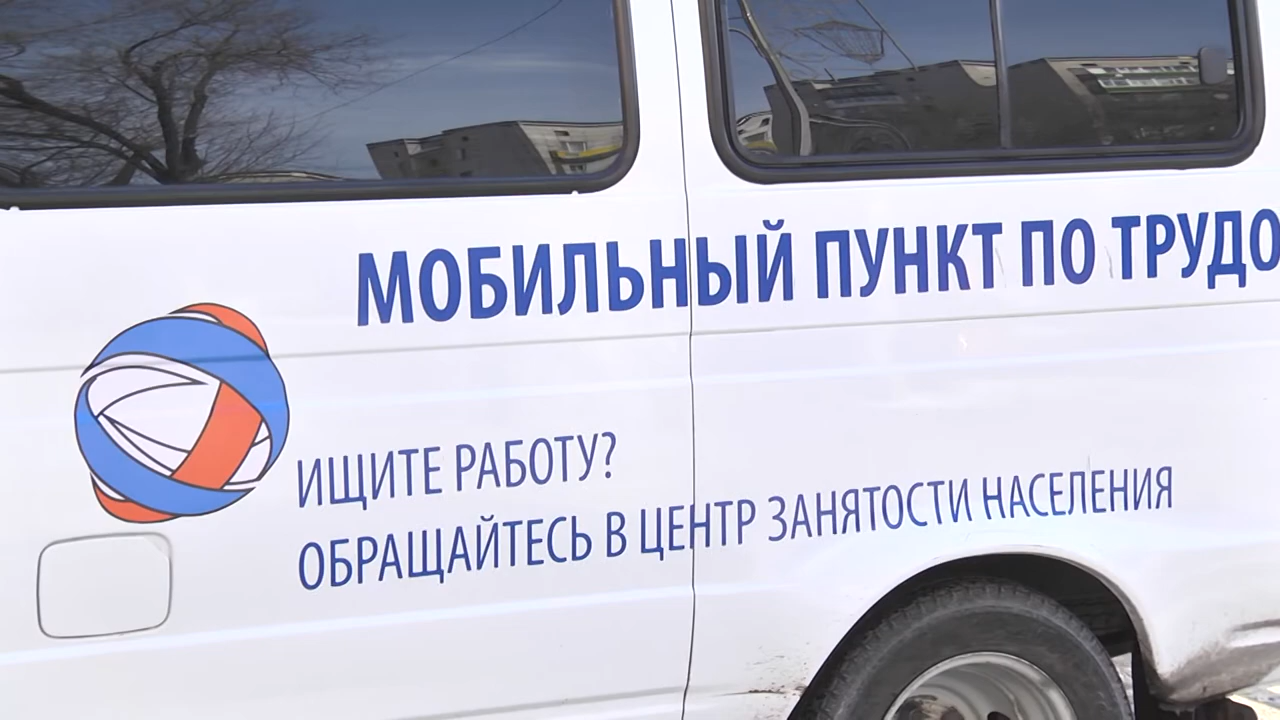 МОБИЛЬНЫЙ ПУНКТ ПО ТРУДО
ИЩИТЕ РАБОТУ?
ОБРАЩАЙТЕСЬ В ЦЕНТР ЗАНЯТОСТИ НАСЕЛЕНИЯ